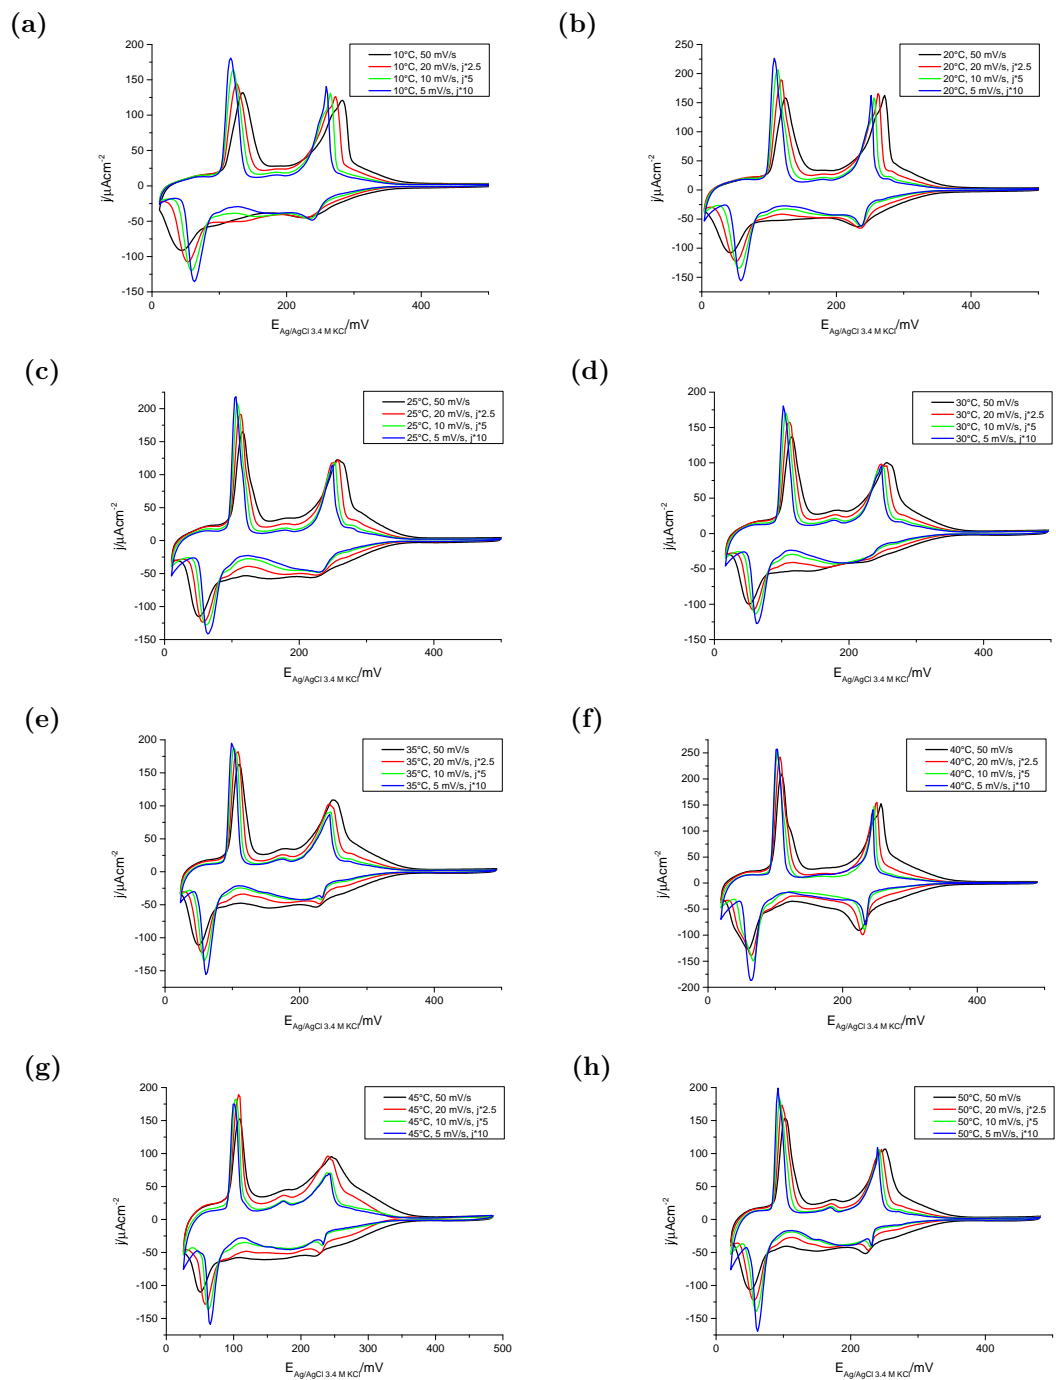 (a)
200
150
100
50
0
-50
-100
-150
0
200
400
j/µAcm-2
E Ag/AgCl 3.4 M KCl/mV
10°C, 50 mV/s
10°C, 20 mV/s, j*2.5
10°C, 10 mV/s, j*5
10°C, 5 mV/s, j*10
(b)
250
200
150
100
50
0
-50
-100
-150
0
200
400
j/µAcm-2
E Ag/AgCl 3.4 M KCl/mV
20°C, 50 mV/s
20°C, 20 mV/s, j*2.5
20°C, 10 mV/s, j*5
20°C, 5 mV/s, j*10
(c)
200
150
100
50
0
-50
-100
-150
0
200
400
j/µAcm-2
E Ag/AgCl 3.4 M KCl/mV
25°C, 50 mV/s
25°C, 20 mV/s, j*2.5
25°C, 10 mV/s, j*5
25°C, 5 mV/s, j*10
(d)
200
150
100
50
0
-50
-100
-150
0
200
400
j/µAcm-2
E Ag/AgCl 3.4 M KCl/mV
30°C, 50 mV/s
30°C, 20 mV/s, j*2.5
30°C, 10 mV/s, j*5
30°C, 5 mV/s, j*10
(e)
200
150
100
50
0
-50
-100
-150
0
200
400
j/µAcm-2
E Ag/AgCl 3.4 M KCl/mV
35°C, 50 mV/s
35°C, 20 mV/s, j*2.5
35°C, 10 mV/s, j*5
35°C, 5 mV/s, j*10
(f)
250
200
150
100
50
0
-50
-100
-150
-200
0
200
400
j/µAcm-2
E Ag/AgCl 3.4 M KCl/mV
40°C, 50 mV/s
40°C, 20 mV/s, j*2.5
40°C, 10 mV/s, j*5
40°C, 5 mV/s, j*10
(g)
200
150
100
50
0
-50
-100
-150
0
100
200
300
400
500
j/µAcm-2
E Ag/AgCl 3.4 M KCl/mV
45°C, 50 mV/s
45°C, 20 mV/s, j*2.5
45°C, 10 mV/s, j*5
45°C, 5 mV/s, j*10
(h)
200
150
100
50
0
-50
-100
-150
0
200
400
j/µAcm-2
E Ag/AgCl 3.4 M KCl/mV
50°C, 50 mV/s
50°C, 20 mV/s, j*2.5
50°C, 10 mV/s, j*5
50°C, 5 mV/s, j*10